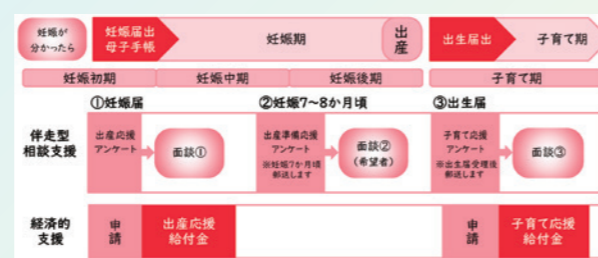 妊娠が
分かったら
妊娠届出
母子手帳
妊娠期
出産
出生届出
子育て期
妊娠初期
妊娠中期
妊娠後期
子育て期
①妊娠届
②妊娠7〜8か月頃
③出生届
伴走型
相談支援
出産応援
アンケート
面談①
出産準備応援
アンケート
※妊娠7か月頃
郵送します
面談②
(希望者)
子育て応援
アンケート
※出生届受理後
郵送します
面談③
経済的
支援
申請
出産応援
給付金
申請
子育て応援
給付金